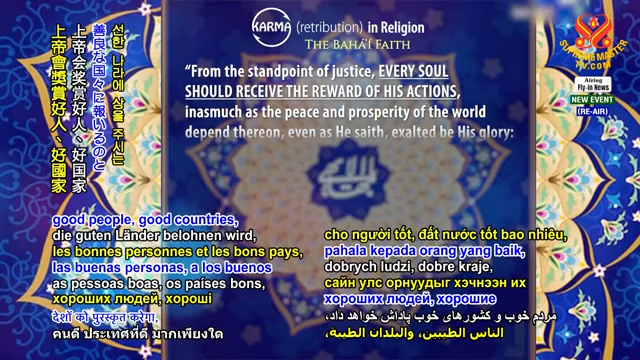 KARMA (retribution) in Religion
THE BAHÁ'Í FAITH
"From the standpoint of justice, EVERY SOUL
SHOULD RECEIVE THE REWARD OF HIS ACTIONS,
inasmuch as the peace and prosperity of the world
depend thereon, even as He saith, exalted be His glory:
SUPREME MASTER
TV.COM
Airing
Fly-in News
NEW EVENT
(RE-AIR)
선한 나라에 상을 주시는
善良な国々に報いるのと
上帝会奖赏好人、好国家
上帝會獎賞好人、好國家
good people, good countries,
die guten Länder belohnen wird,
les bonnes personnes et les bons pays,
las buenas personas, a los buenos
as pessoas boas, os países bons,
хороших людей, хороші
देशों को पुरस्कृत करेगा,
คนดี ประเทศที่ดี มากเพียงใด
cho người tốt, đất nước tốt bao nhiêu,
pahala kepada orang yang baik,
dobrych ludzi, dobre kraje,
сайн улс орнуудыг хэчнээн их
хороших людей, хорошие
مردم خوب و کشورهای خوب پاداش خواهد داد،
الناس الطيبين، والبلدات الطيبة،